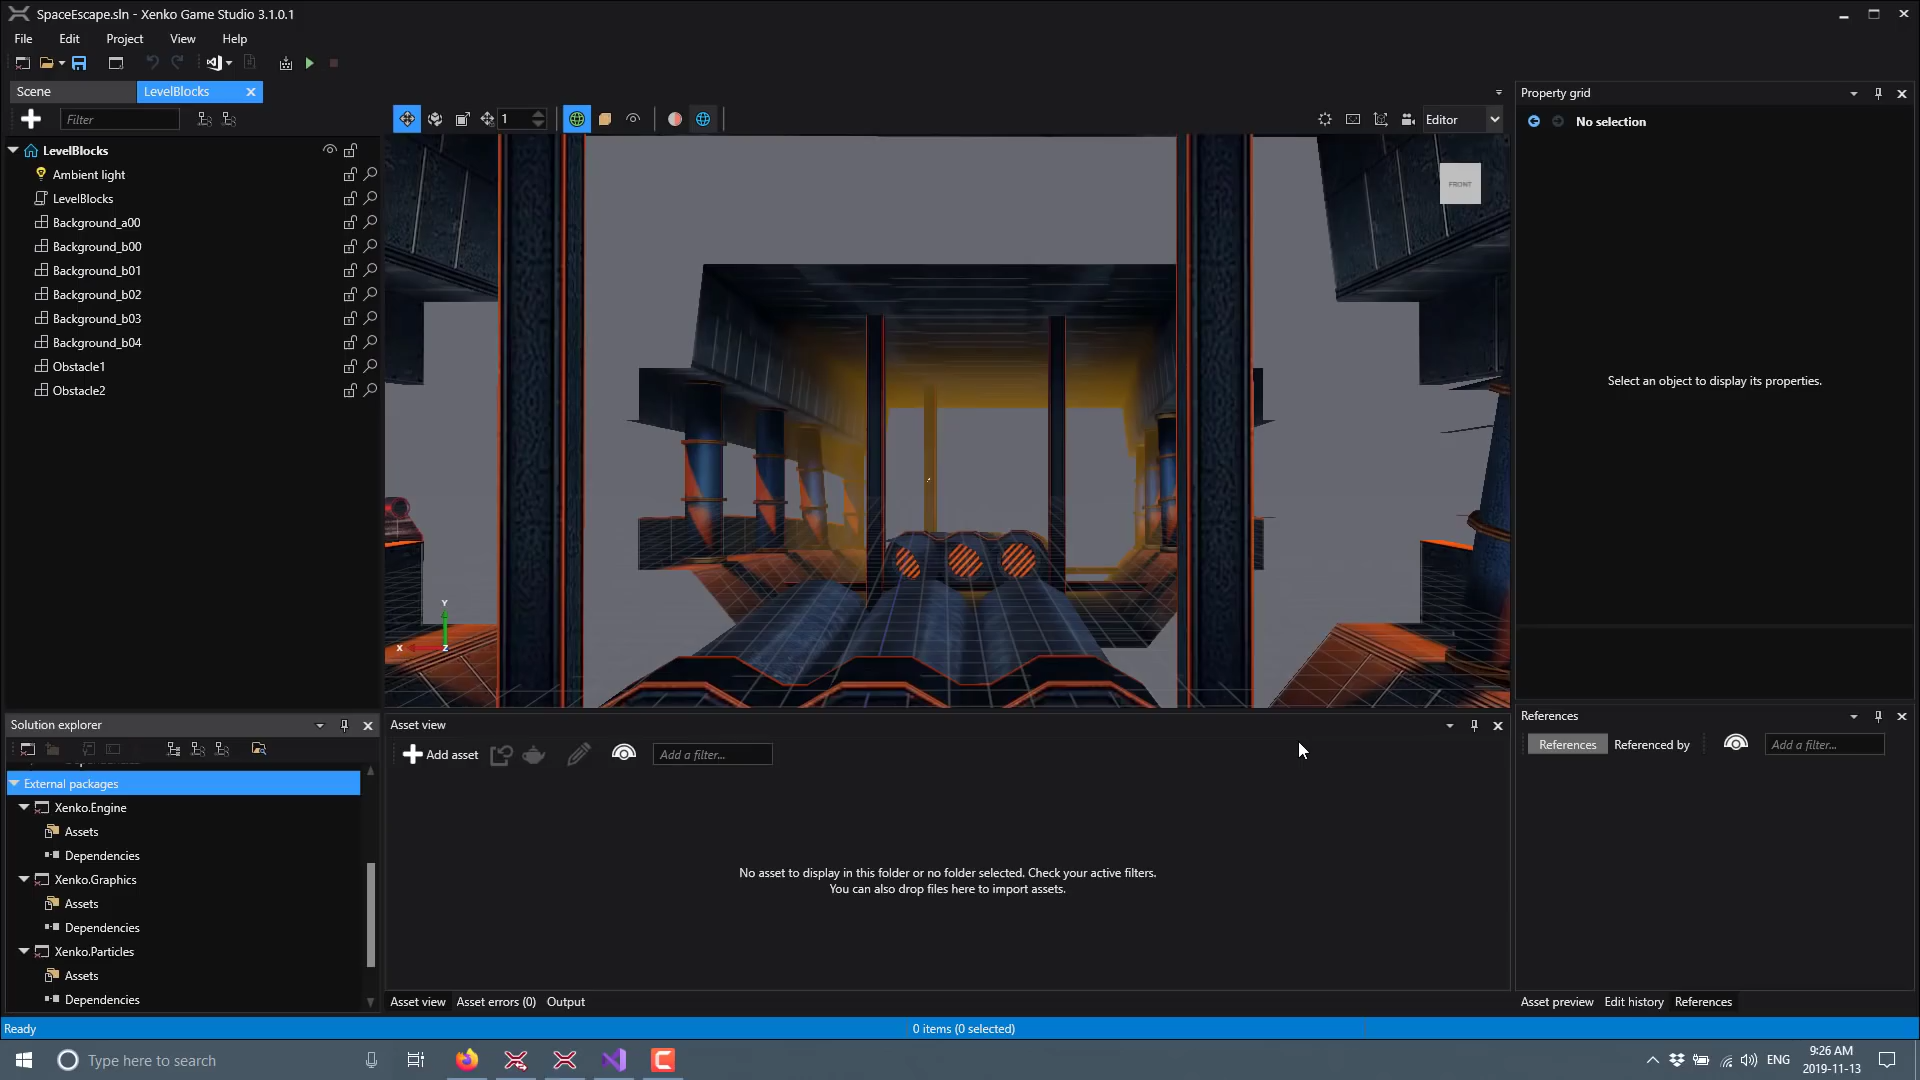 SpaceEscape.sln - Xenko Game Studio 3.1.0.1
File Edit Project View Help
Scene LevelBlocks
Filter
1
Editor
LevelBlocks
Ambient light
LevelBlocks
Background_a00
Background_b00
Background_b01
Background_b02
Background_b03
Background_b04
Obstacle1
Obstacle2
FRONT
Y
X
Z
Property grid
No selection
Select an object to display its properties.
Solution explorer
External packages
Xenko.Engine
Assets
Dependencies
Xenko.Graphics
Assets
Dependencies
Xenko.Particles
Assets
Dependencies
Asset view
Add asset
Add a filter...
No asset to display in this folder or no folder selected. Check your active filters.
You can also drop files here to import assets.
Asset view Asset errors (0) Output
References
References Referenced by Add a filter...
Asset preview Edit history References
Ready 0 items (0 selected)
Type here to search
ENG
9:26 AM
2019-11-13